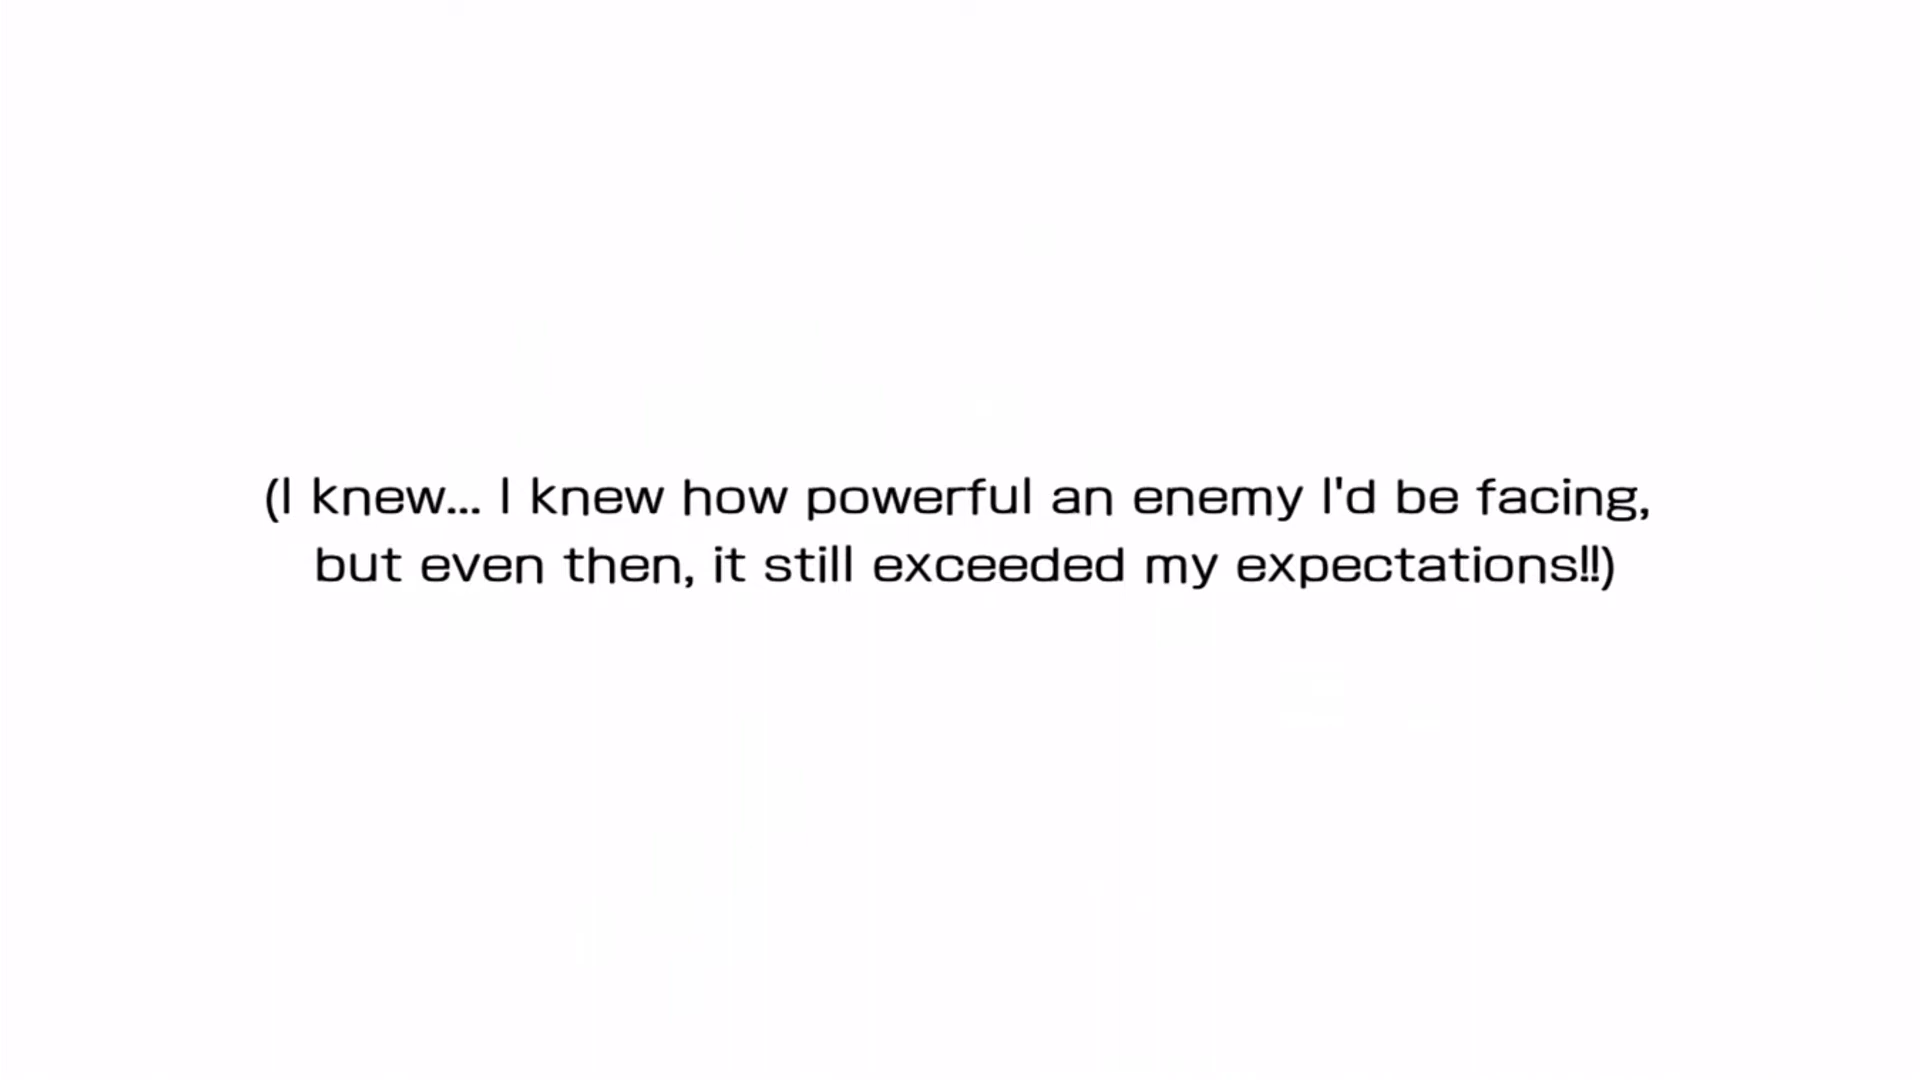 (I knew... I knew how powerful an enemy I'd be facing,
but even then, it still exceeded my expectations!!)